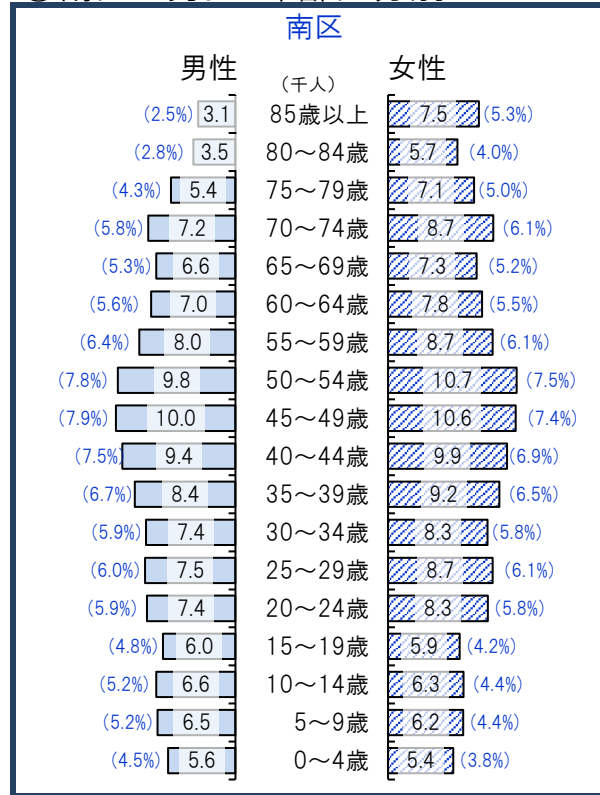 南区
男性 (千人) 女性
(2.5%) 3.1 85歳以上 7.5 (5.3%)
(2.8%) 3.5 80～84歳 5.7 (4.0%)
(4.3%) 5.4 75～79歳 7.1 (5.0%)
(5.8%) 7.2 70～74歳 8.7 (6.1%)
(5.3%) 6.6 65～69歳 7.3 (5.2%)
(5.6%) 7.0 60～64歳 7.8 (5.5%)
(6.4%) 8.0 55～59歳 8.7 (6.1%)
(7.8%) 9.8 50～54歳 10.7 (7.5%)
(7.9%) 10.0 45～49歳 10.6 (7.4%)
(7.5%) 9.4 40～44歳 9.9 (6.9%)
(6.7%) 8.4 35～39歳 9.2 (6.5%)
(5.9%) 7.4 30～34歳 8.3 (5.8%)
(6.0%) 7.5 25～29歳 8.7 (6.1%)
(5.9%) 7.4 20～24歳 8.3 (5.8%)
(4.8%) 6.0 15～19歳 5.9 (4.2%)
(5.2%) 6.6 10～14歳 6.3 (4.4%)
(5.2%) 6.5 5～9歳 6.2 (4.4%)
(4.5%) 5.6 0～4歳 5.4 (3.8%)